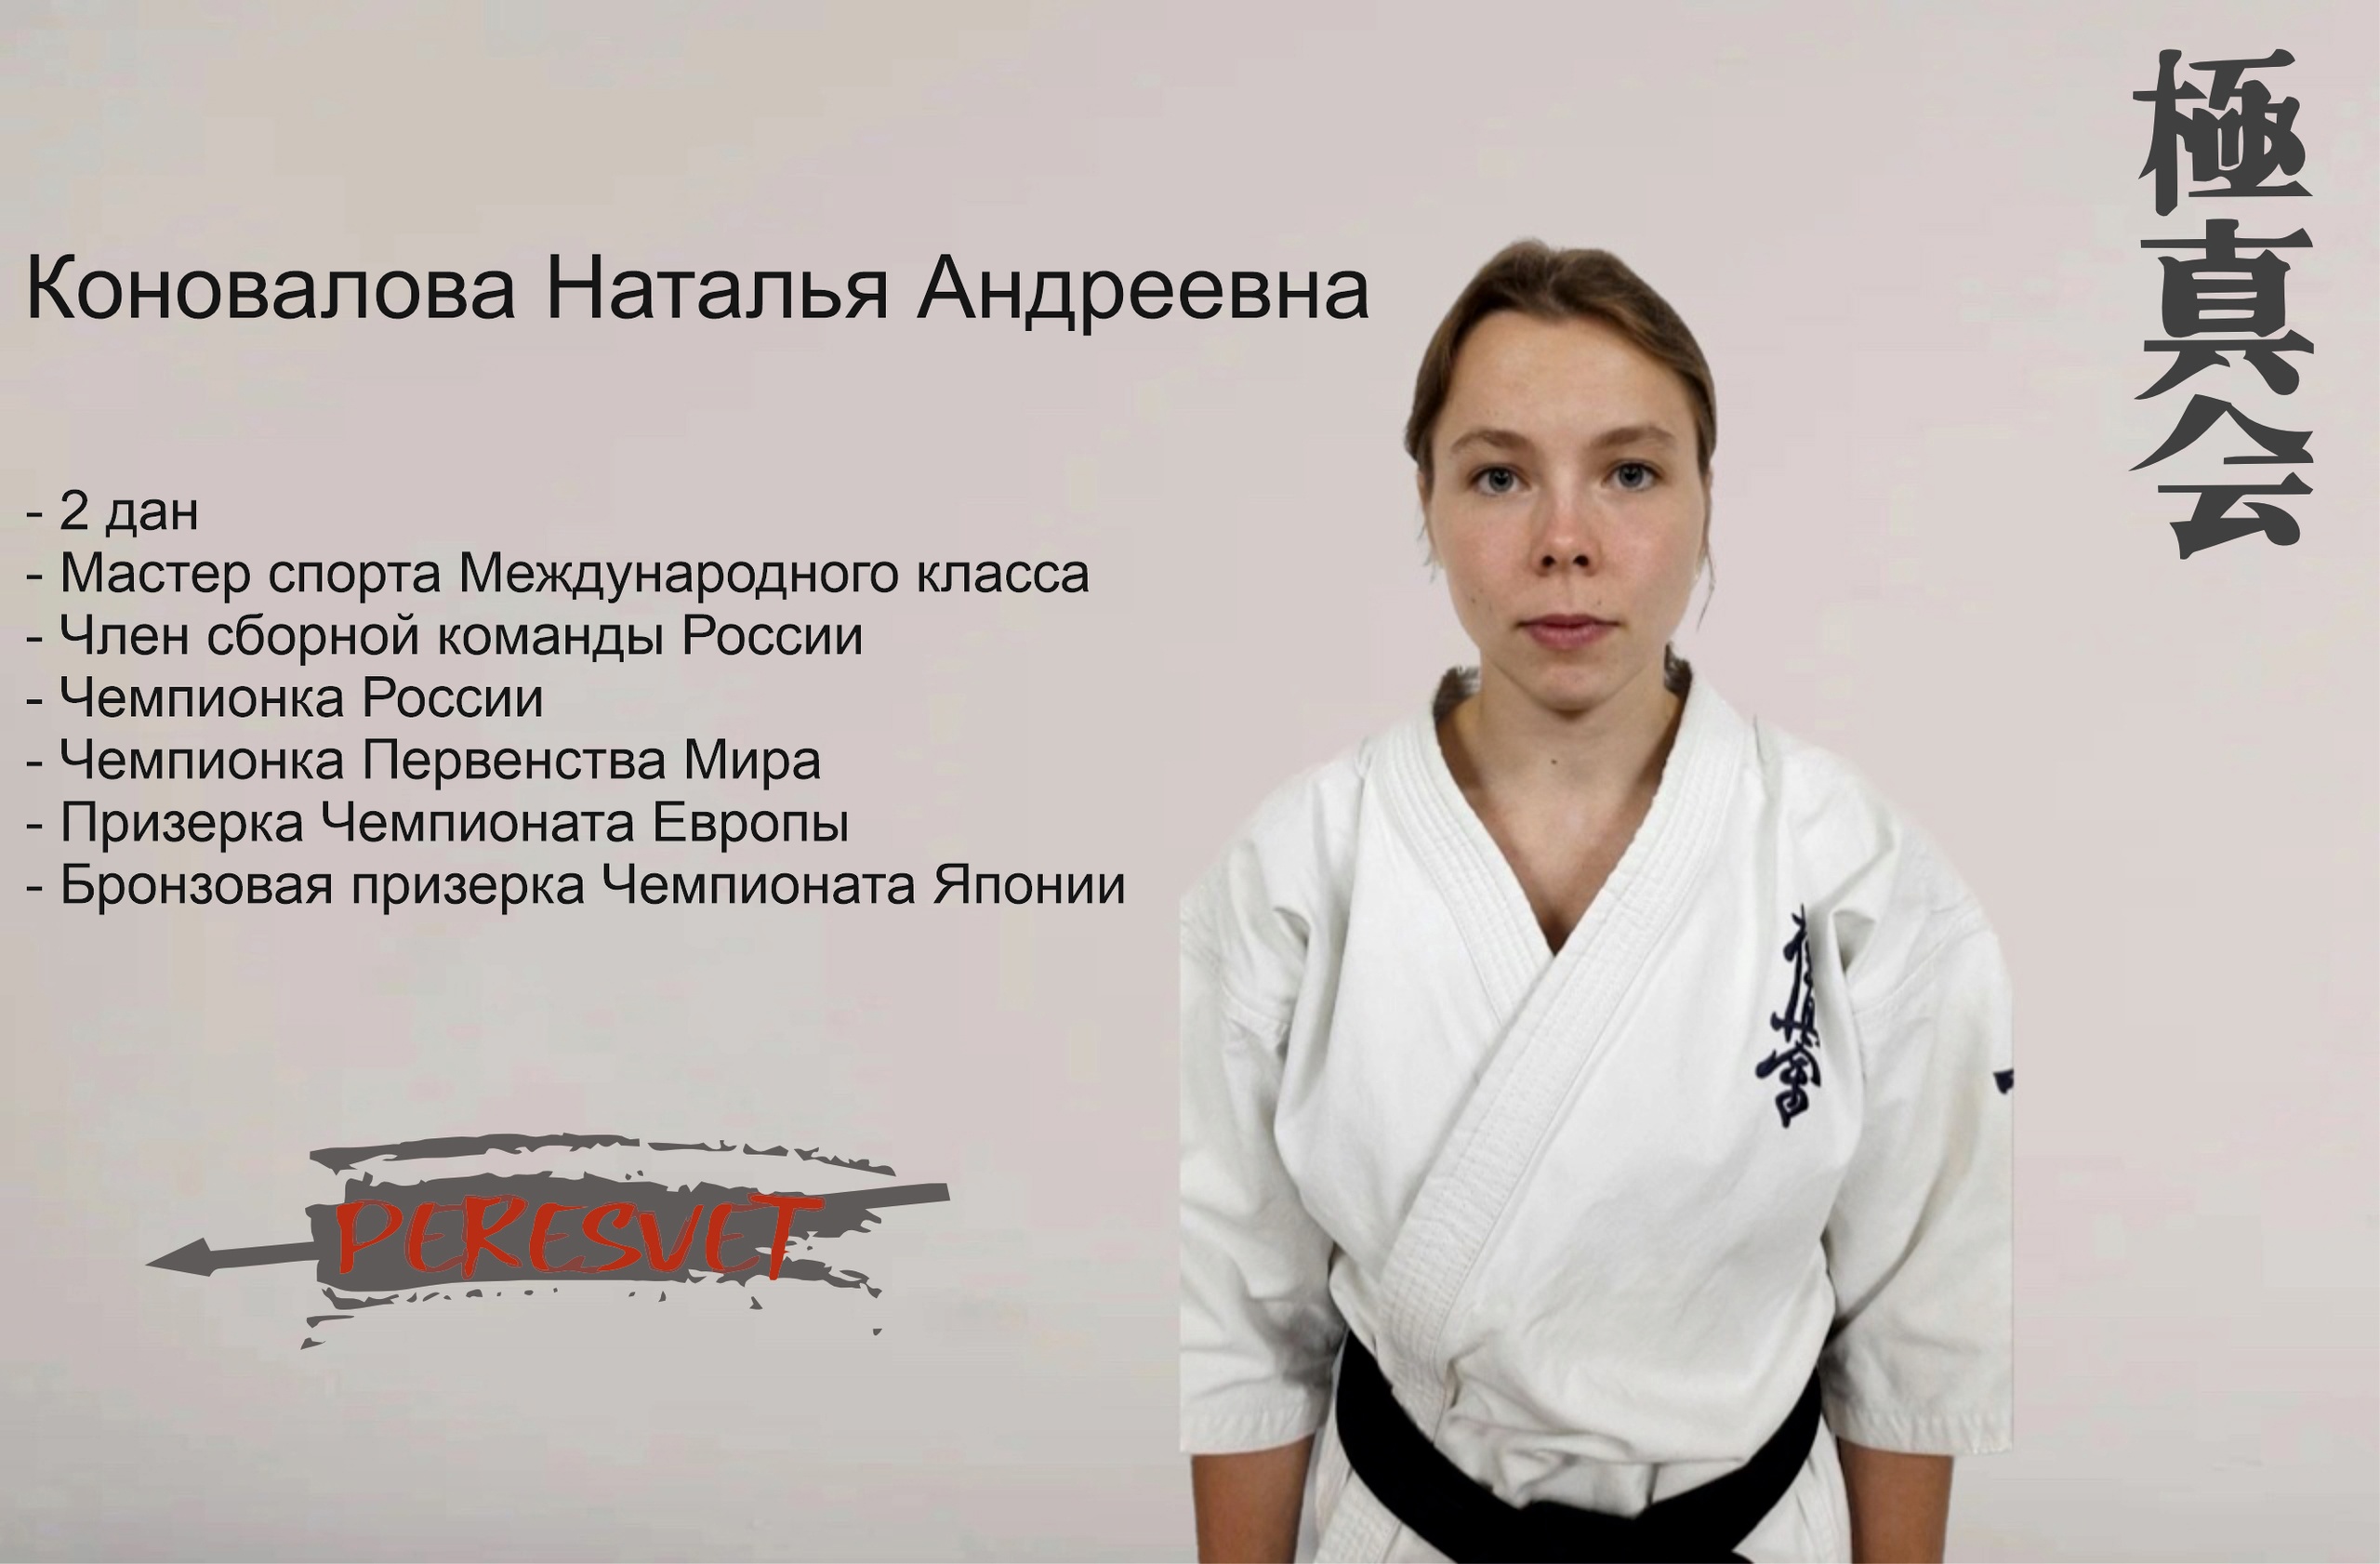 Коновалова Наталья Андреевна
- 2 дан
- Мастер спорта Международного класса
- Член сборной команды России
- Чемпионка России
- Чемпионка Первенства Мира
- Призерка Чемпионата Европы
- Бронзовая призерка Чемпионата Японии
PERESVET
極真会